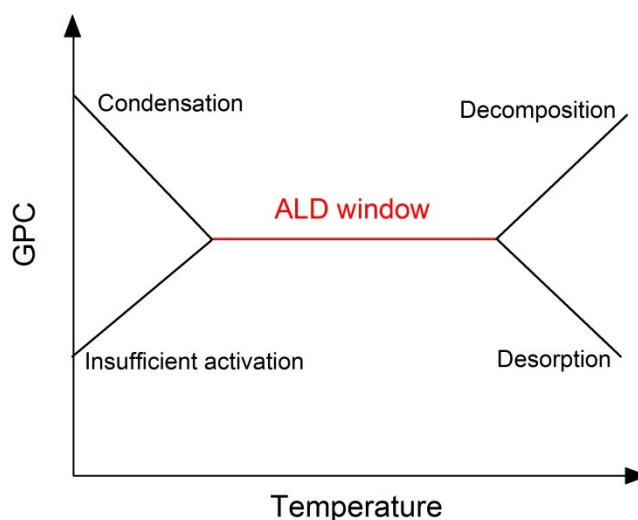 Condensation
Decomposition
ALD window
GPC
Insufficient activation
Desorption
Temperature